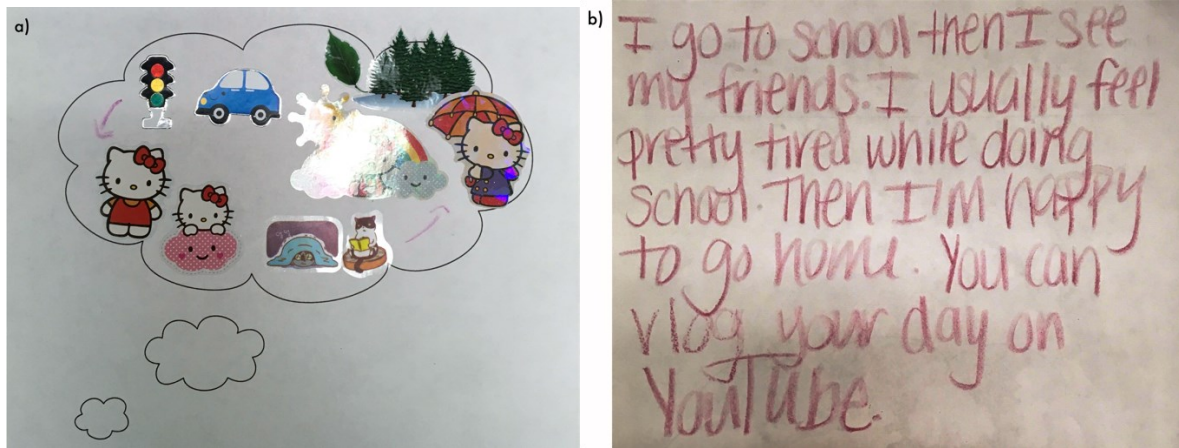 a)
b)
I go to school then I see
my friends. I usually feel
pretty tired while doing
school. Then I'm happy
to go home. You can
vlog your day on
YouTube.